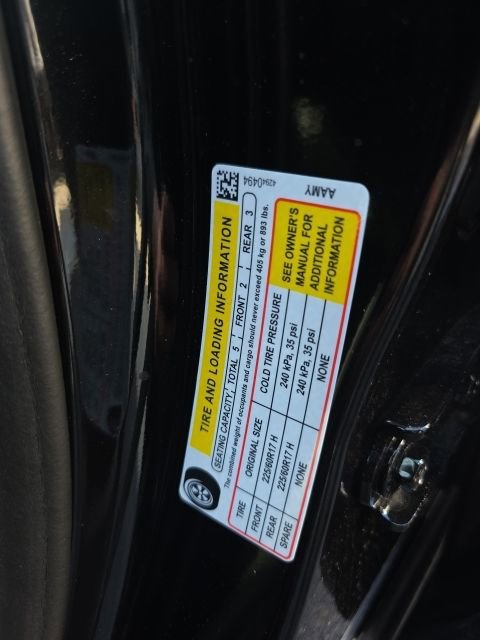 42940494
AAMY
TIRE AND LOADING INFORMATION
SEATING CAPACITY TOTAL 5 FRONT 2 REAR 3
The combined weight of occupants and cargo should never exceed 405 kg or 893 lbs.
TIRE ORIGINAL SIZE COLD TIRE PRESSURE
FRONT 225/60R17 H 240 kPa, 35 psi
REAR 225/60R17 H 240 kPa, 35 psi
SPARE NONE NONE
SEE OWNER'S
MANUAL FOR
ADDITIONAL
INFORMATION